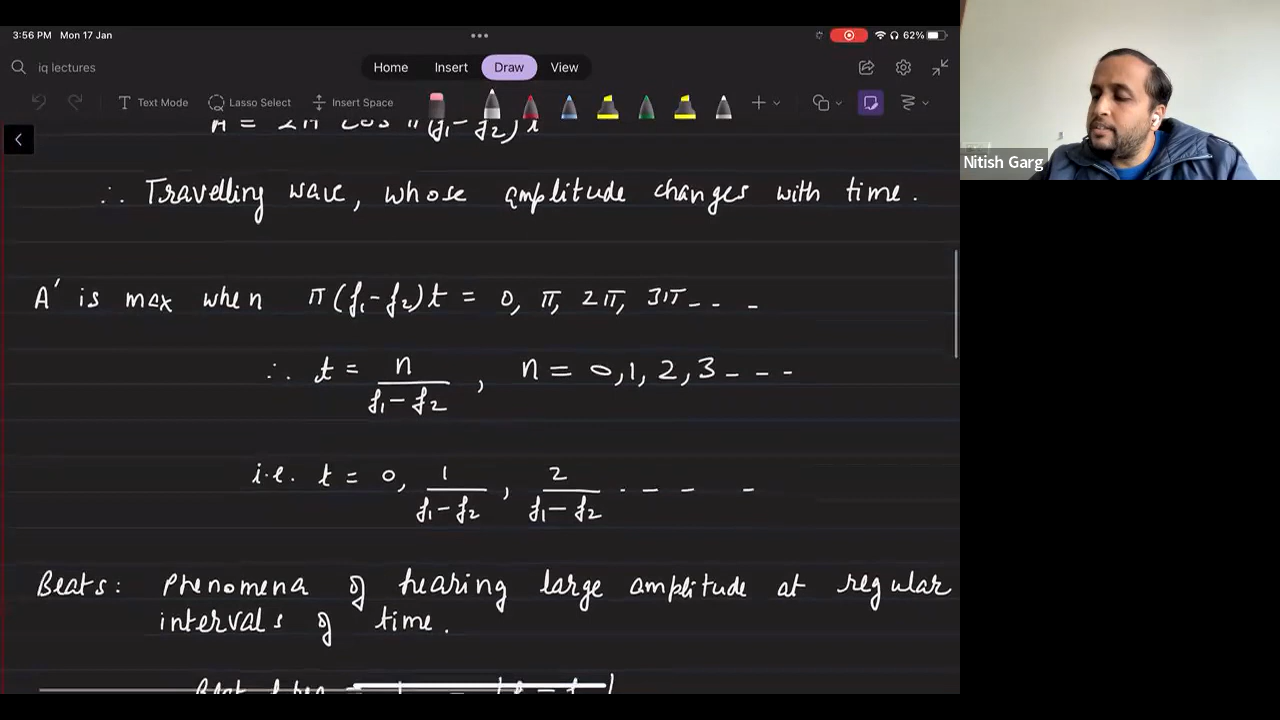 3:56 PM Mon 17 Jan
62%
iq lectures
Home Insert Draw View
Text Mode Lasso Select Insert Space
Nitish Garg
∴ Travelling wave, whose amplitude changes with time.
A' is max when π(f₁-f₂)t = 0, π, 2π, 3π-- -
∴ t = n/(f₁-f₂), n = 0,1,2,3---
i.e. t = 0, 1/(f₁-f₂), 2/(f₁-f₂) .-- -
Beats: Phenomena of hearing large amplitude at regular
intervals of time.